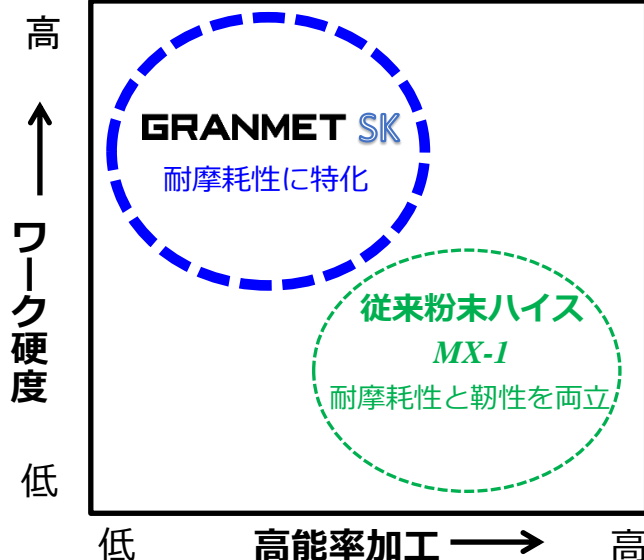 高
GRANMET SK
耐摩耗性に特化
ワーク硬度
従来粉末ハイス
MX-1
耐摩耗性と靭性を両立
低
低 高能率加工 高